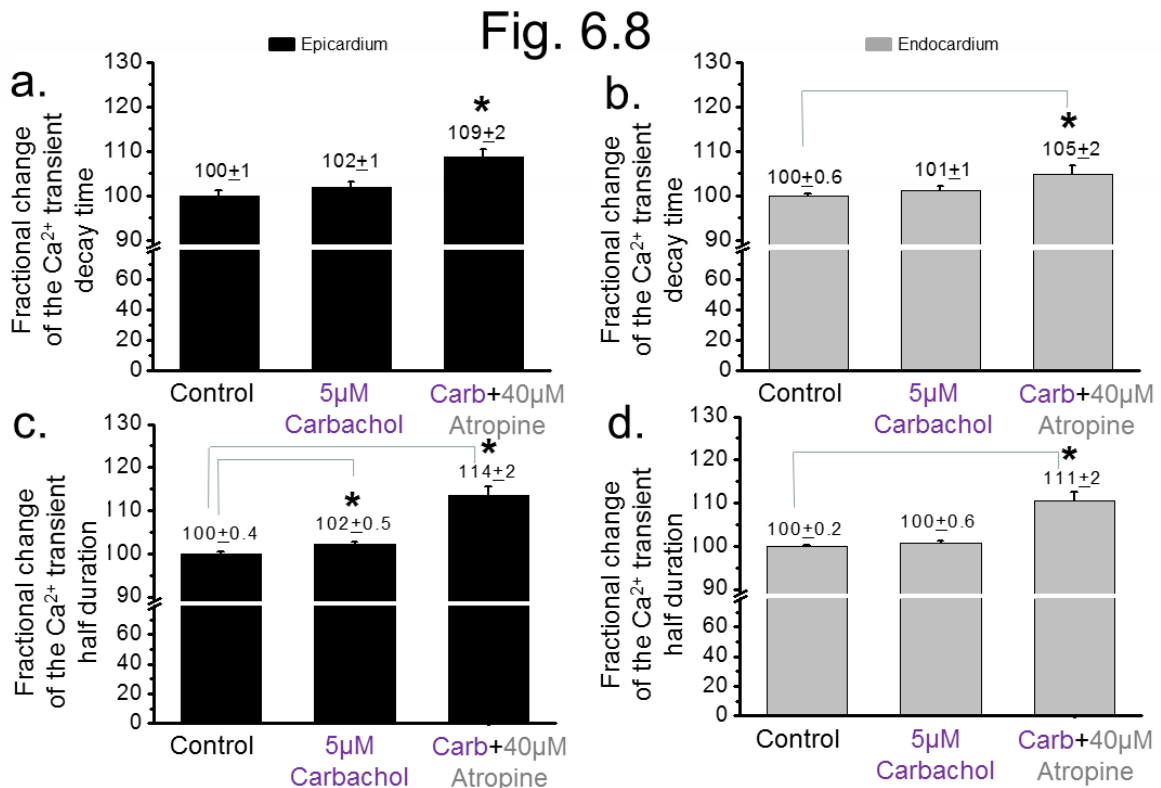 Fig. 6.8
Epicardium
Endocardium
a.
130
120
110
100
90
60
40
20
0
Fractional change
of the Ca²⁺ transient
decay time
100±1
102±1
*
109±2
Control
5µM
Carbachol
Carb+40µM
Atropine
b.
130
120
110
100
90
60
40
20
0
Fractional change
of the Ca²⁺ transient
decay time
100±0.6
101±1
*
105±2
Control
5µM
Carbachol
Carb+40µM
Atropine
c.
130
120
110
100
90
60
40
20
0
Fractional change
of the Ca²⁺ transient
half duration
100±0.4
*
102±0.5
*
114±2
Control
5µM
Carbachol
Carb+40µM
Atropine
d.
130
120
110
100
90
60
40
20
0
Fractional change
of the Ca²⁺ transient
half duration
100±0.2
100±0.6
*
111±2
Control
5µM
Carbachol
Carb+40µM
Atropine